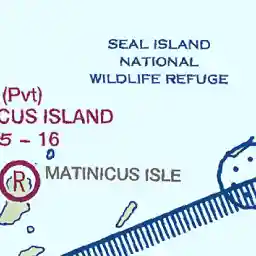 SEAL ISLAND
NATIONAL
WILDLIFE REFUGE
(Pvt)
CUS ISLAND
5 – 16
R
MATINICUS ISLE